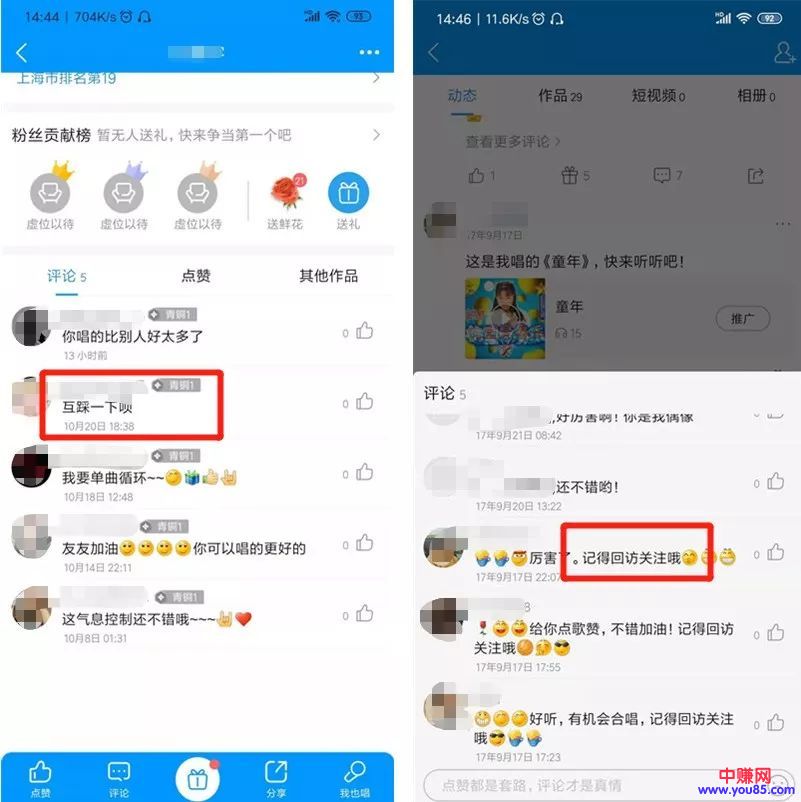 14:44 | 704K/s
HD
93
上海市排名第19
粉丝贡献榜 暂无人送礼，快来争当第一个吧
21
虚位以待 虚位以待 虚位以待 送鲜花 送礼
评论 5 点赞 其他作品
青铜1
你唱的比别人好太多了
0
13 小时前
青铜1
互踩一下呗
0
10月20日 18:38
青铜1
我要单曲循环~~
0
10月18日 12:48
青铜1
友友加油 你可以唱的更好的
0
10月14日 22:11
青铜1
这气息控制还不错哦~~~
0
10月8日 01:31
点赞 评论 分享 我也唱
14:46 | 11.6K/s
HD
92
动态 作品 29 短视频 0 相册 0
查看更多评论
1 5 7
17年9月17日
这是我唱的《童年》，快来听听吧！
童年
15
推广
评论 5
,好厉害啊！你是我偶像
17年9月21日 08:42
,还不错哟！
0
17年9月20日 13:22
厉害了。记得回访关注哦
0
17年9月17日 22:07
8
给你点歌赞，不错加油！记得回访
关注哦
0
17年9月17日 17:55
好听，有机会合唱，记得回访关注
哦
0
17年9月17日 17:23
点赞都是套路，评论才是真情
中赚网
www.you85.com